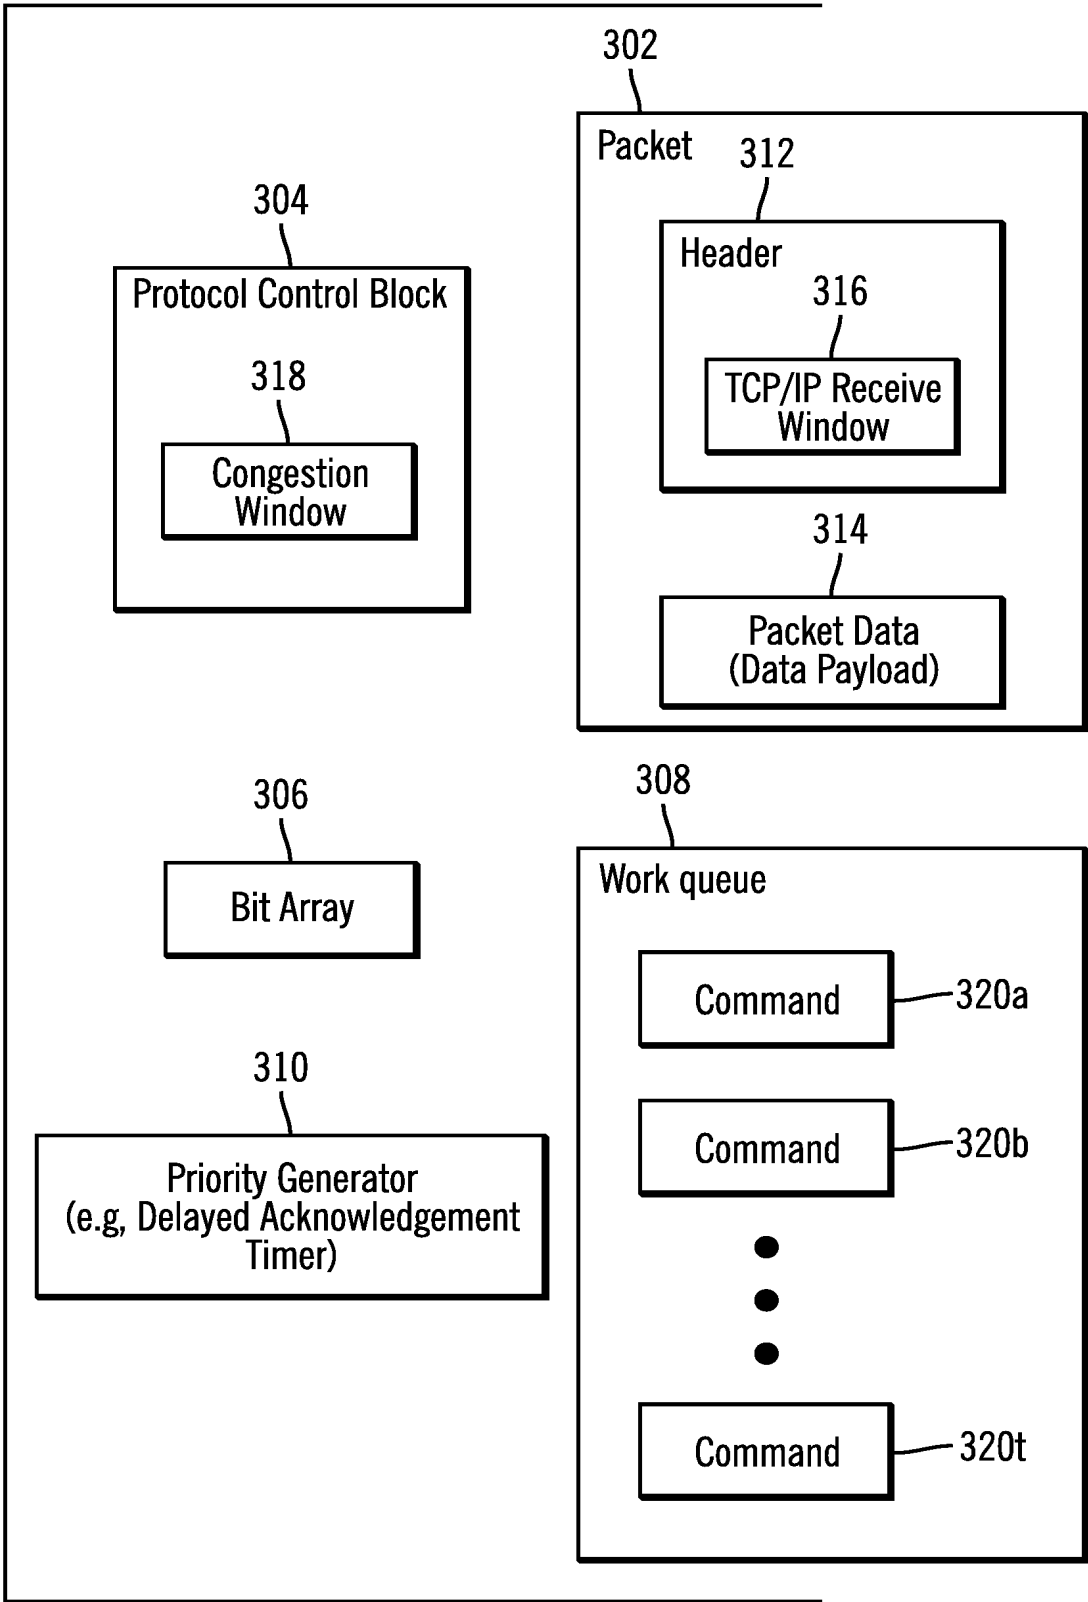 302
Packet
312
Header
316
TCP/IP Receive
Window
314
Packet Data
(Data Payload)
304
Protocol Control Block
318
Congestion
Window
306
Bit Array
310
Priority Generator
(e.g, Delayed Acknowledgement
Timer)
308
Work queue
Command
320a
Command
320b
Command
320t